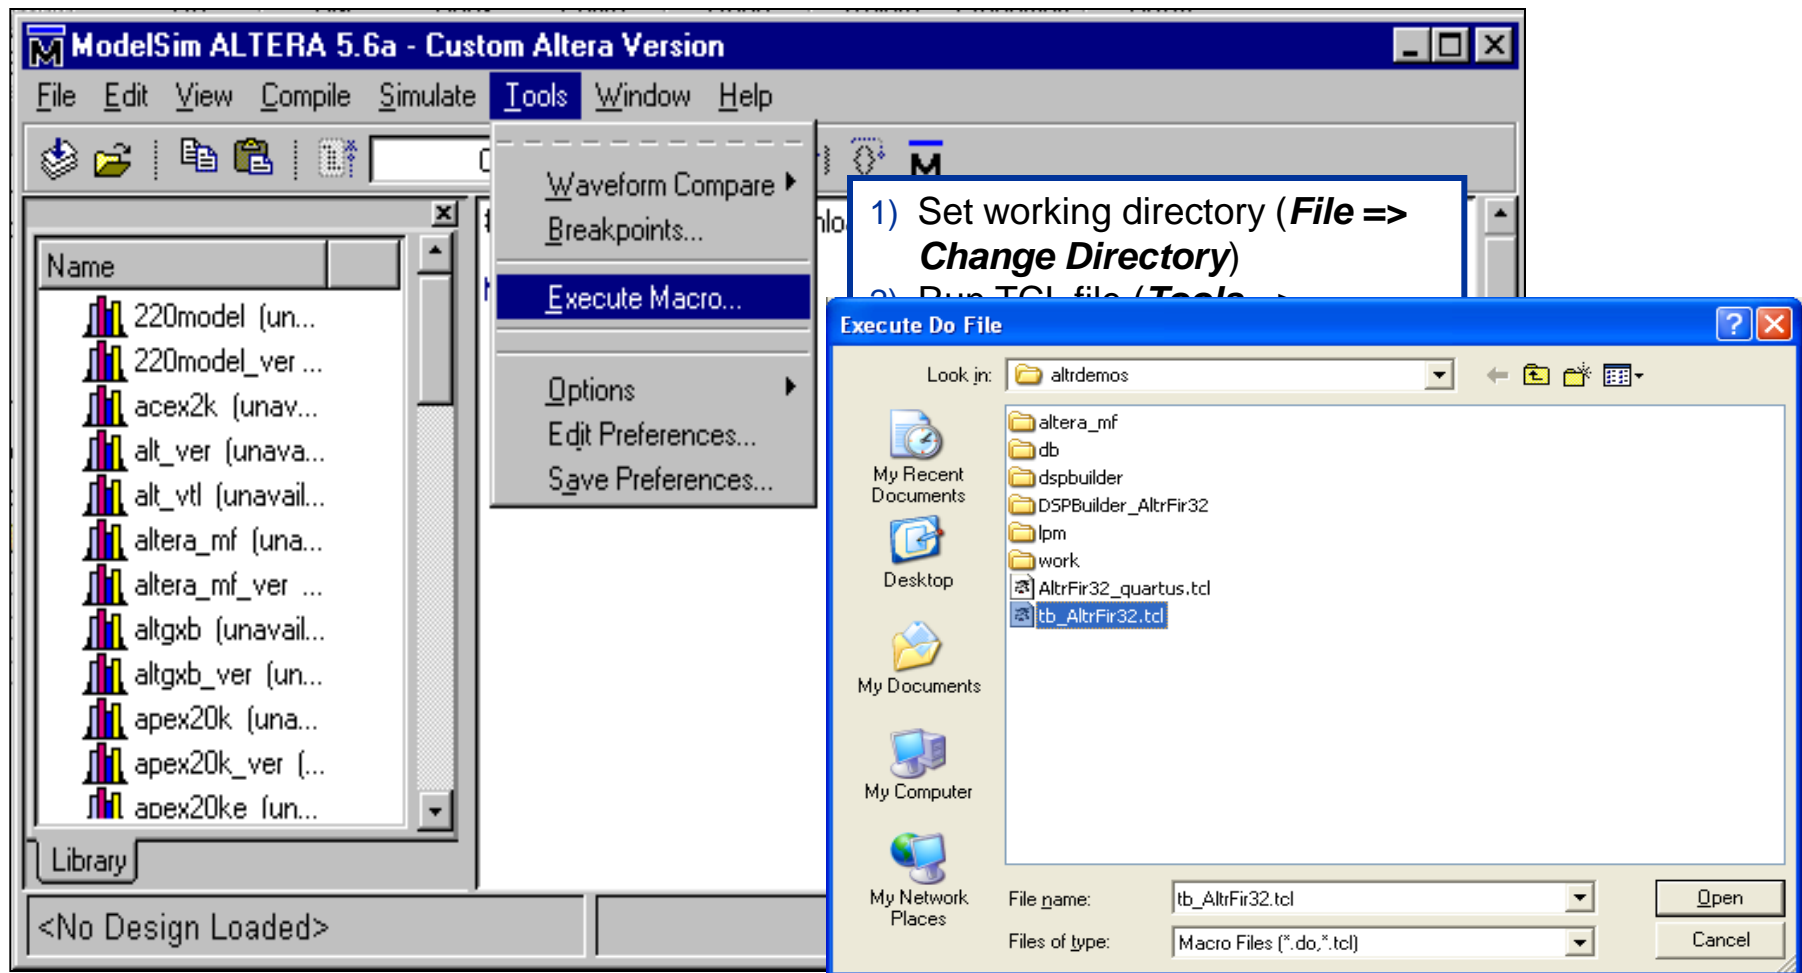 ModelSim ALTERA 5.6a - Custom Altera Version
File Edit View Compile Simulate Tools Window Help
Waveform Compare
Breakpoints...
Execute Macro...
Options
Edit Preferences...
Save Preferences...
Name
220model (un...
220model_ver ...
acex2k (unav...
alt_ver (unava...
alt_vtl (unavail...
altera_mf (una...
altera_mf_ver ...
altgxb (unavail...
altgxb_ver (un...
apex20k (una...
apex20k_ver (...
apex20ke (un...
Library
<No Design Loaded>
1) Set working directory (File =>
Change Directory)
2) Run TCL file (Tools =>
Execute Do File
Look in: altrdemos
altera_mf
db
dspbuilder
DSPBuilder_AltrFir32
lpm
work
AltrFir32_quartus.tcl
tb_AltrFir32.tcl
My Recent
Documents
Desktop
My Documents
My Computer
My Network
Places
File name: tb_AltrFir32.tcl Open
Files of type: Macro Files (*.do,*.tcl) Cancel